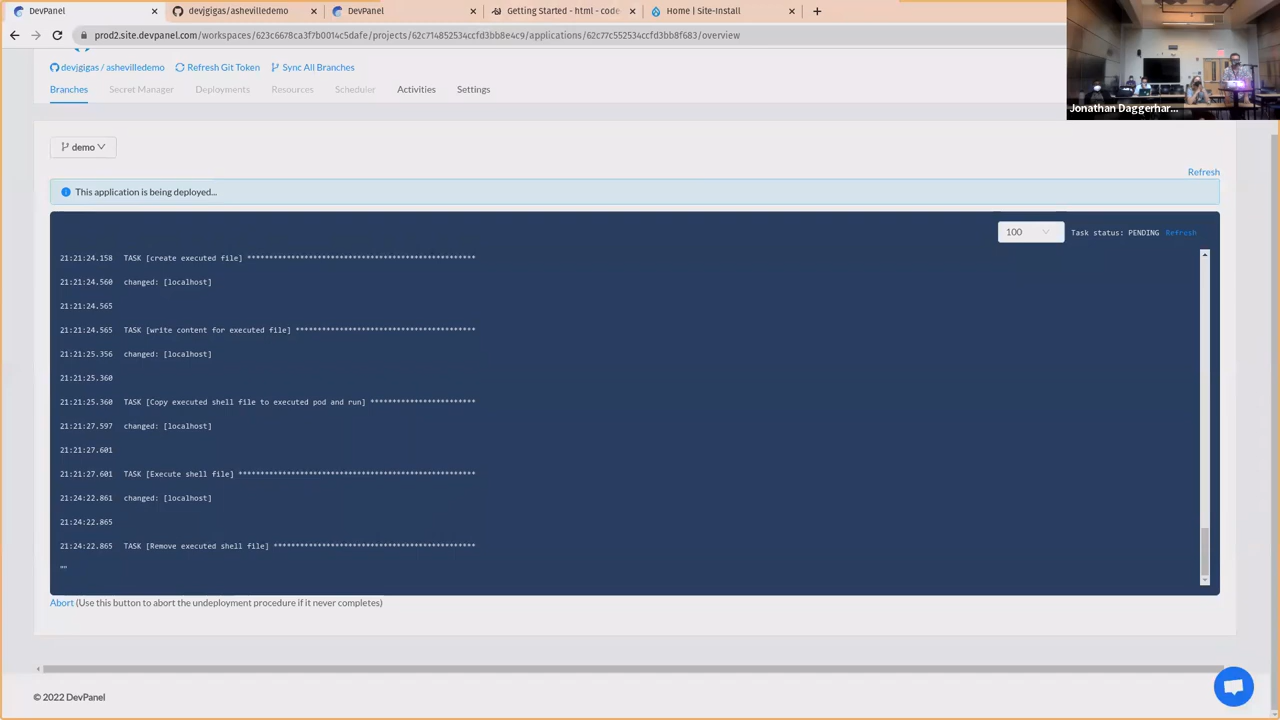 DevPanel
devjgigas/ashevilledemo
DevPanel
Getting Started - html - code-
Home | Site-Install
prod2.site.devpanel.com/workspaces/623c6678ca3f7b0014c5dafe/projects/62c714852534ccfd3bb8e4c9/applications/62c77c552534ccfd3bb8f683/overview
Jonathan Daggerhar...
devjgigas / ashevilledemo
Refresh Git Token
Sync All Branches
Branches
Secret Manager
Deployments
Resources
Scheduler
Activities
Settings
demo
Refresh
This application is being deployed...
100
Task status: PENDING Refresh
21:21:24.158 TASK [create executed file] ****************************************************
21:21:24.560 changed: [localhost]
21:21:24.565
21:21:24.565 TASK [write content for executed file] *****************************************
21:21:25.356 changed: [localhost]
21:21:25.360
21:21:25.360 TASK [Copy executed shell file to executed pod and run] ************************
21:21:27.597 changed: [localhost]
21:21:27.601
21:21:27.601 TASK [Execute shell file] ******************************************************
21:24:22.861 changed: [localhost]
21:24:22.865
21:24:22.865 TASK [Remove executed shell file] **********************************************
""
Abort (Use this button to abort the undeployment procedure if it never completes)
© 2022 DevPanel